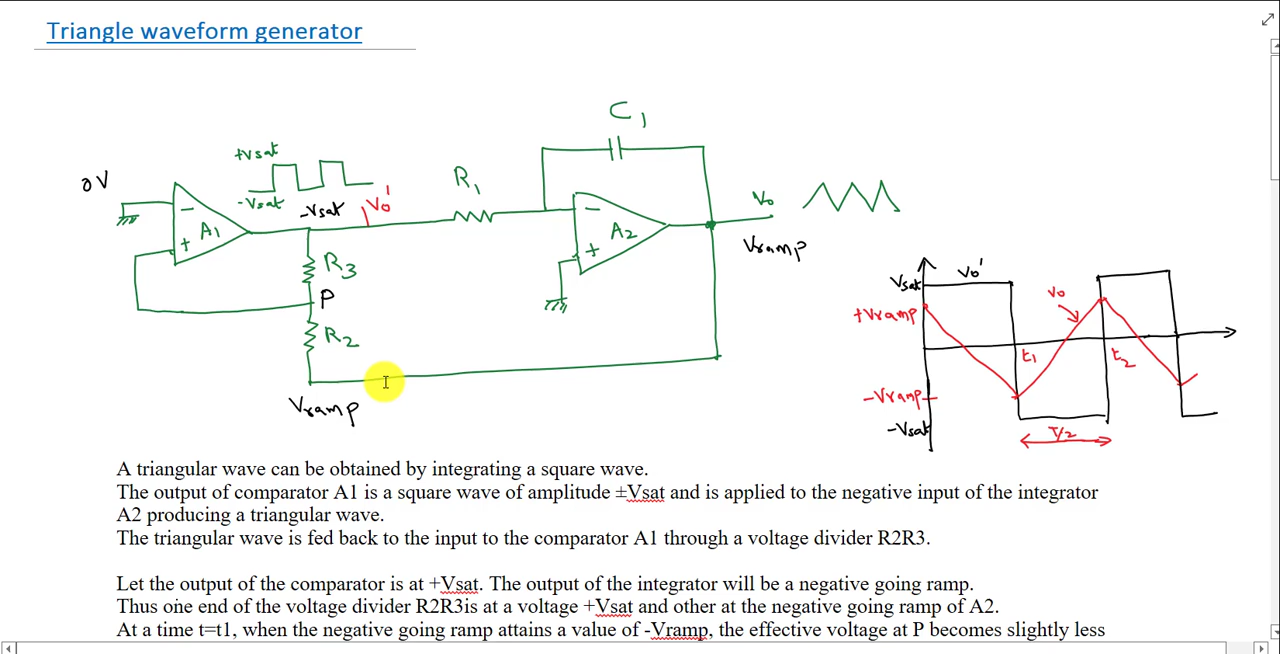 Triangle waveform generator
C1
+Vsat
0V
R1
-Vsat
-Vsat
Vo'
Vo
-
A1
+
-
A2
+
Vramp
R3
P
R2
Vramp
Vsat
Vo'
+Vramp
Vo
t1
t2
-Vramp
-Vsat
T/2
A triangular wave can be obtained by integrating a square wave.
The output of comparator A1 is a square wave of amplitude ±Vsat and is applied to the negative input of the integrator
A2 producing a triangular wave.
The triangular wave is fed back to the input to the comparator A1 through a voltage divider R2R3.
Let the output of the comparator is at +Vsat. The output of the integrator will be a negative going ramp.
Thus one end of the voltage divider R2R3is at a voltage +Vsat and other at the negative going ramp of A2.
At a time t=t1, when the negative going ramp attains a value of -Vramp, the effective voltage at P becomes slightly less